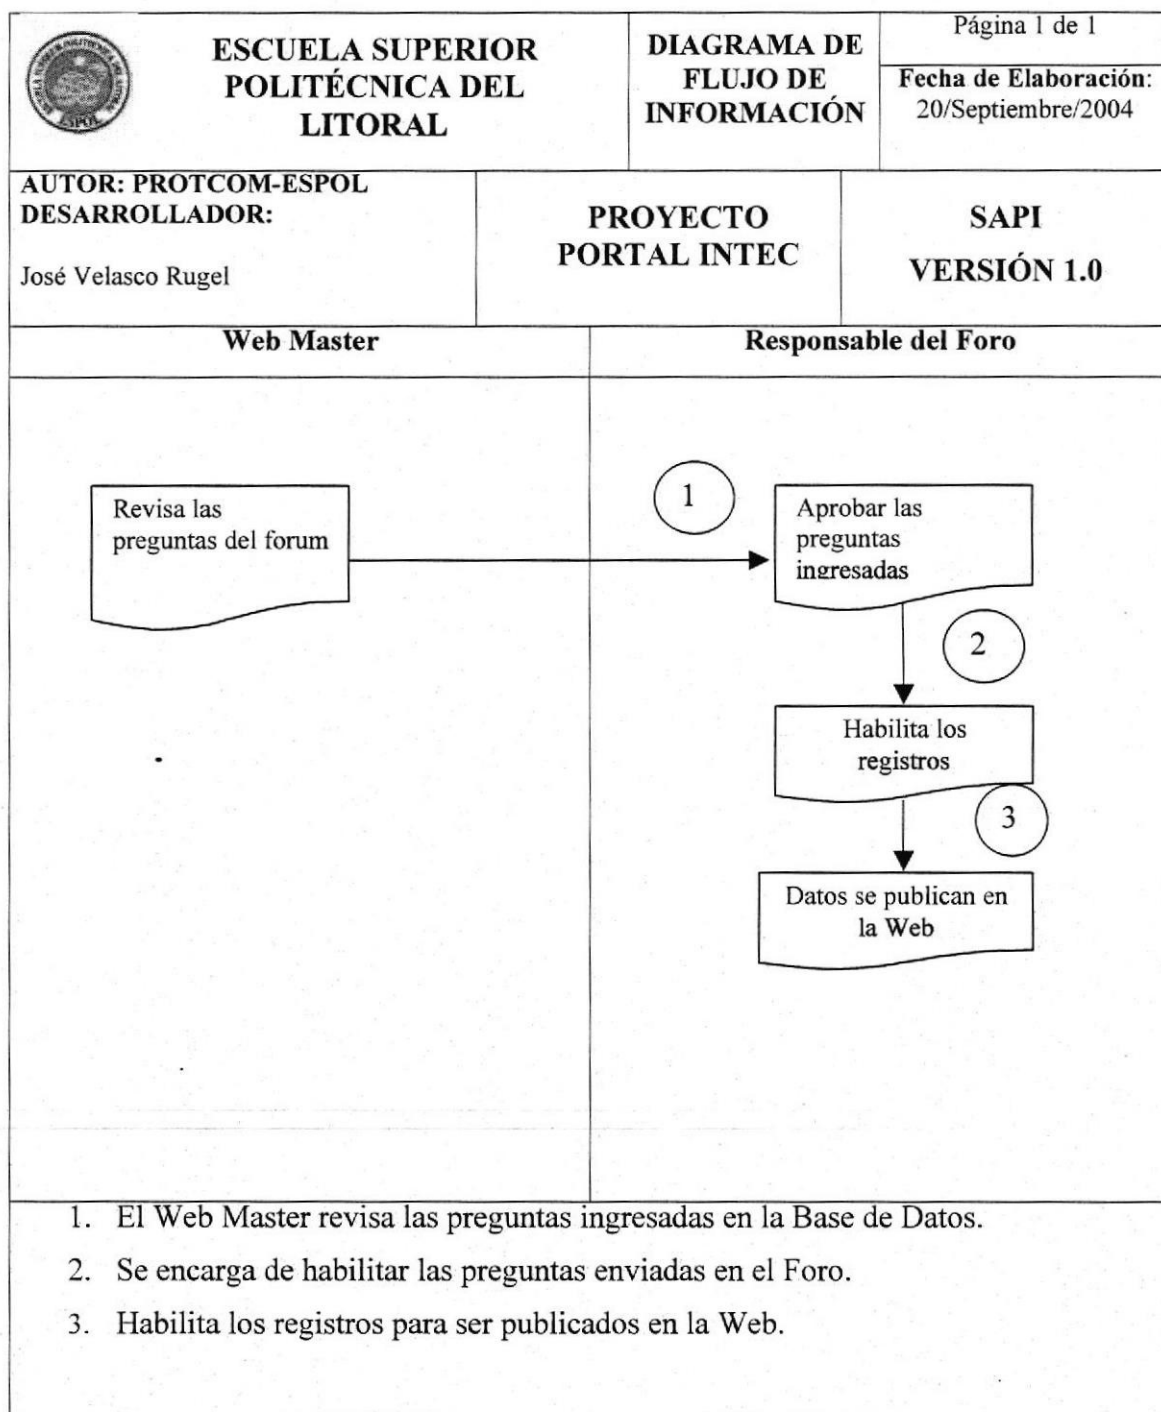 ESPOL
ESCUELA SUPERIOR
POLITÉCNICA DEL
LITORAL
DIAGRAMA DE
FLUJO DE
INFORMACIÓN
Página 1 de 1
Fecha de Elaboración:
20/Septiembre/2004
AUTOR: PROTCOM-ESPOL
DESARROLLADOR:
José Velasco Rugel
PROYECTO
PORTAL INTEC
SAPI
VERSIÓN 1.0
Web Master
Responsable del Foro
Revisa las
preguntas del forum
1
Aprobar las
preguntas
ingresadas
2
Habilita los
registros
3
Datos se publican en
la Web
1. El Web Master revisa las preguntas ingresadas en la Base de Datos.
2. Se encarga de habilitar las preguntas enviadas en el Foro.
3. Habilita los registros para ser publicados en la Web.